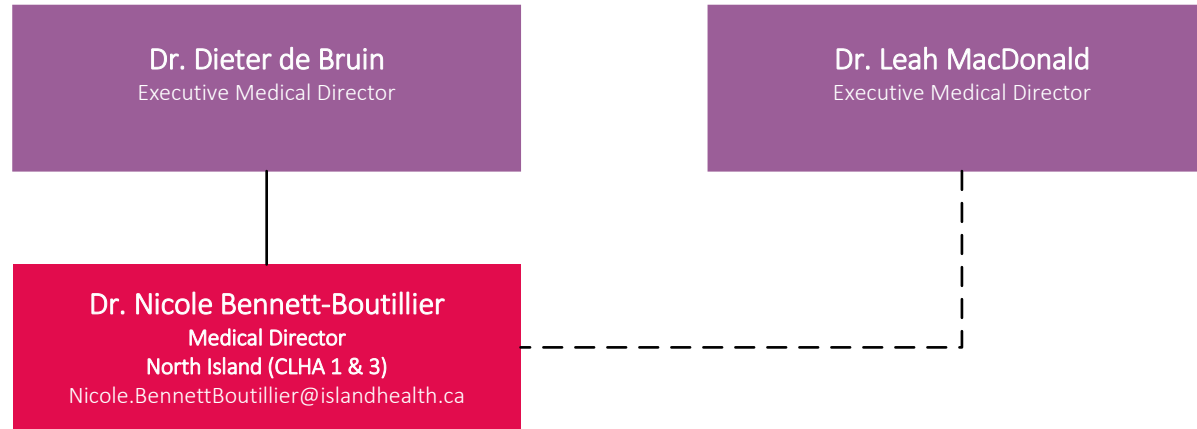 Dr. Dieter de Bruin
Executive Medical Director
Dr. Leah MacDonald
Executive Medical Director
Dr. Nicole Bennett-Boutillier
Medical Director
North Island (CLHA 1 & 3)
Nicole.BennettBoutillier@islandhealth.ca